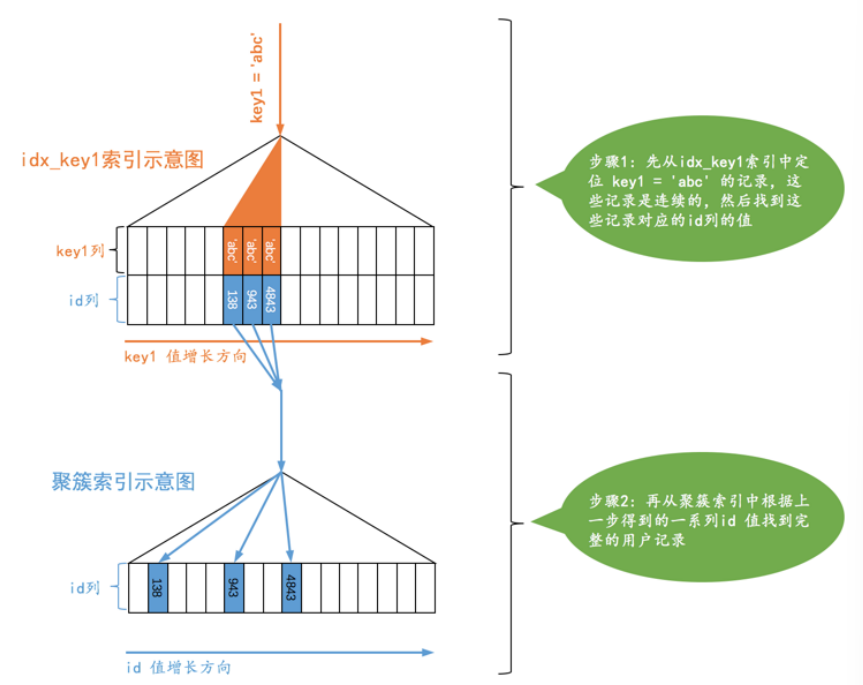 key1 = 'abc'
idx_key1索引示意图
key1列
'abc'
'abc'
'abc'
id列
138
943
4843
key1 值增长方向
步骤1: 先从idx_key1索引中定
位 key1 = 'abc' 的记录, 这
些记录是连续的, 然后找到这
些记录对应的id列的值
聚簇索引示意图
id列
138
943
4843
id 值增长方向
步骤2: 再从聚簇索引中根据上
一步得到的一系列id 值找到完
整的用户记录